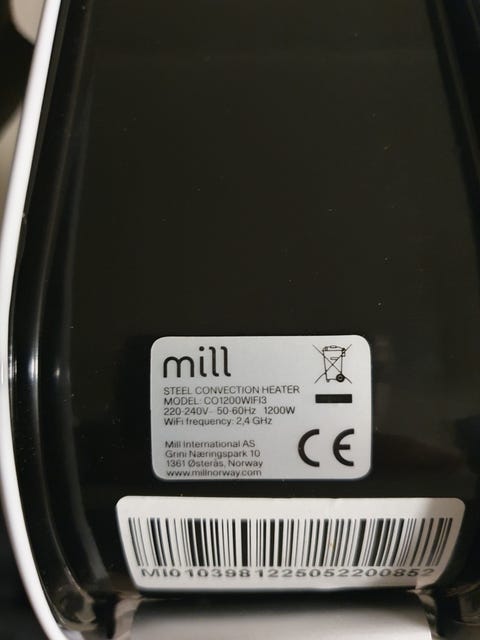 mill
STEEL CONVECTION HEATER
MODEL: CO1200WIFI3
220-240V~ 50-60Hz 1200W
WiFi frequency: 2,4 GHz
Mill International AS
Grini Næringspark 10
1361 Østerås, Norway
www.millnorway.com
CE
MI0103981225052200852